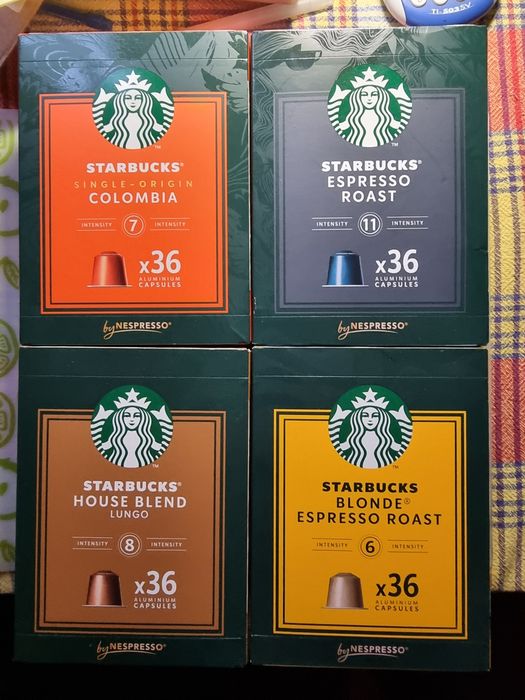 TI-5035V
STARBUCKS®
SINGLE-ORIGIN
COLOMBIA
INTENSITY 7 INTENSITY
x36
ALUMINIUM
CAPSULES
by NESPRESSO®
STARBUCKS®
ESPRESSO
ROAST
INTENSITY 11 INTENSITY
x36
ALUMINIUM
CAPSULES
by NESPRESSO®
STARBUCKS®
HOUSE BLEND
LUNGO
INTENSITY 8 INTENSITY
x36
ALUMINIUM
CAPSULES
by NESPRESSO®
STARBUCKS
BLONDE®
ESPRESSO ROAST
INTENSITY 6 INTENSITY
x36
ALUMINIUM
CAPSULES
by NESPRESSO®